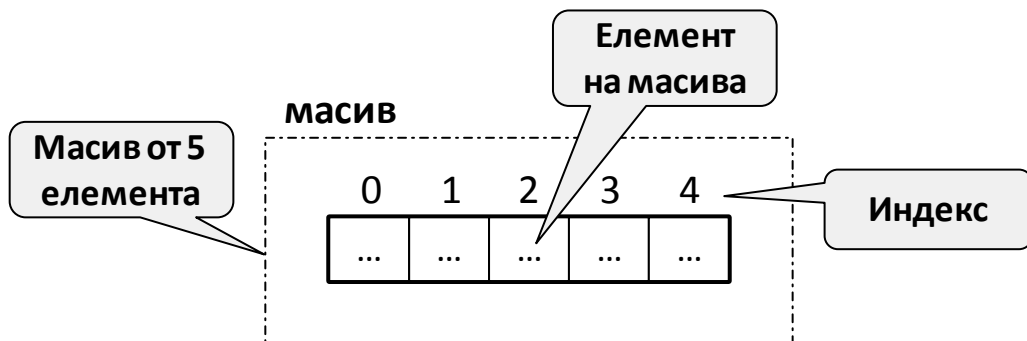 Елемент
на масива
масив
Масив от 5
елемента
0 1 2 3 4
Индекс
... ... ... ... ...